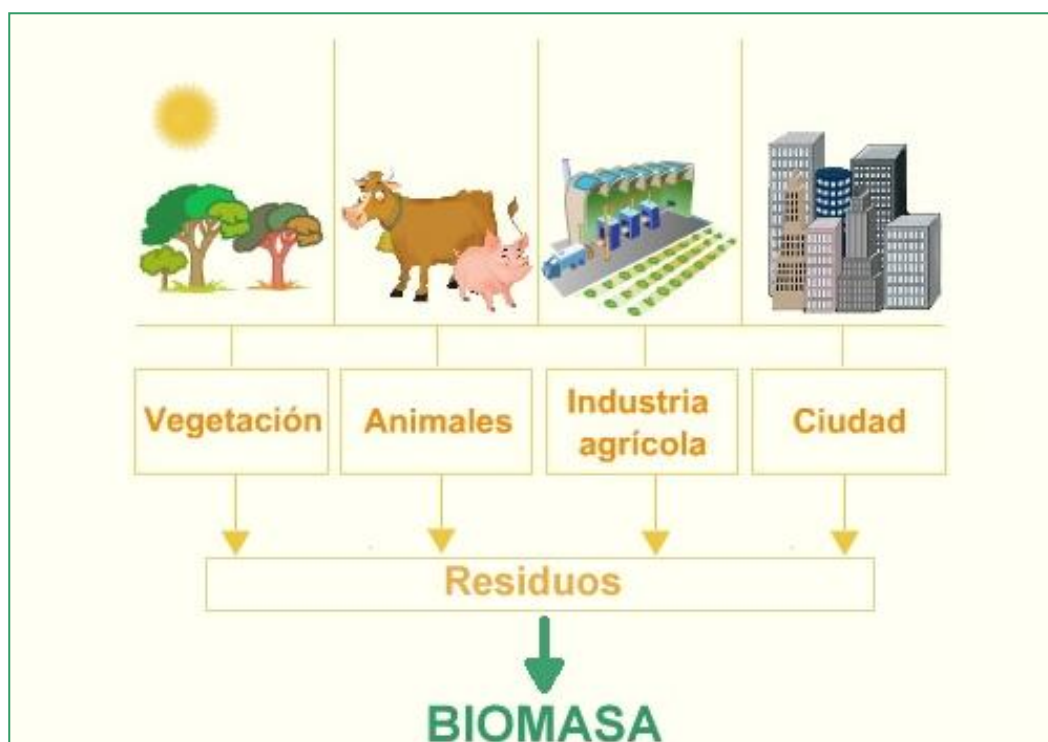 Vegetación
Animales
Industria
agrícola
Ciudad
Residuos
BIOMASA